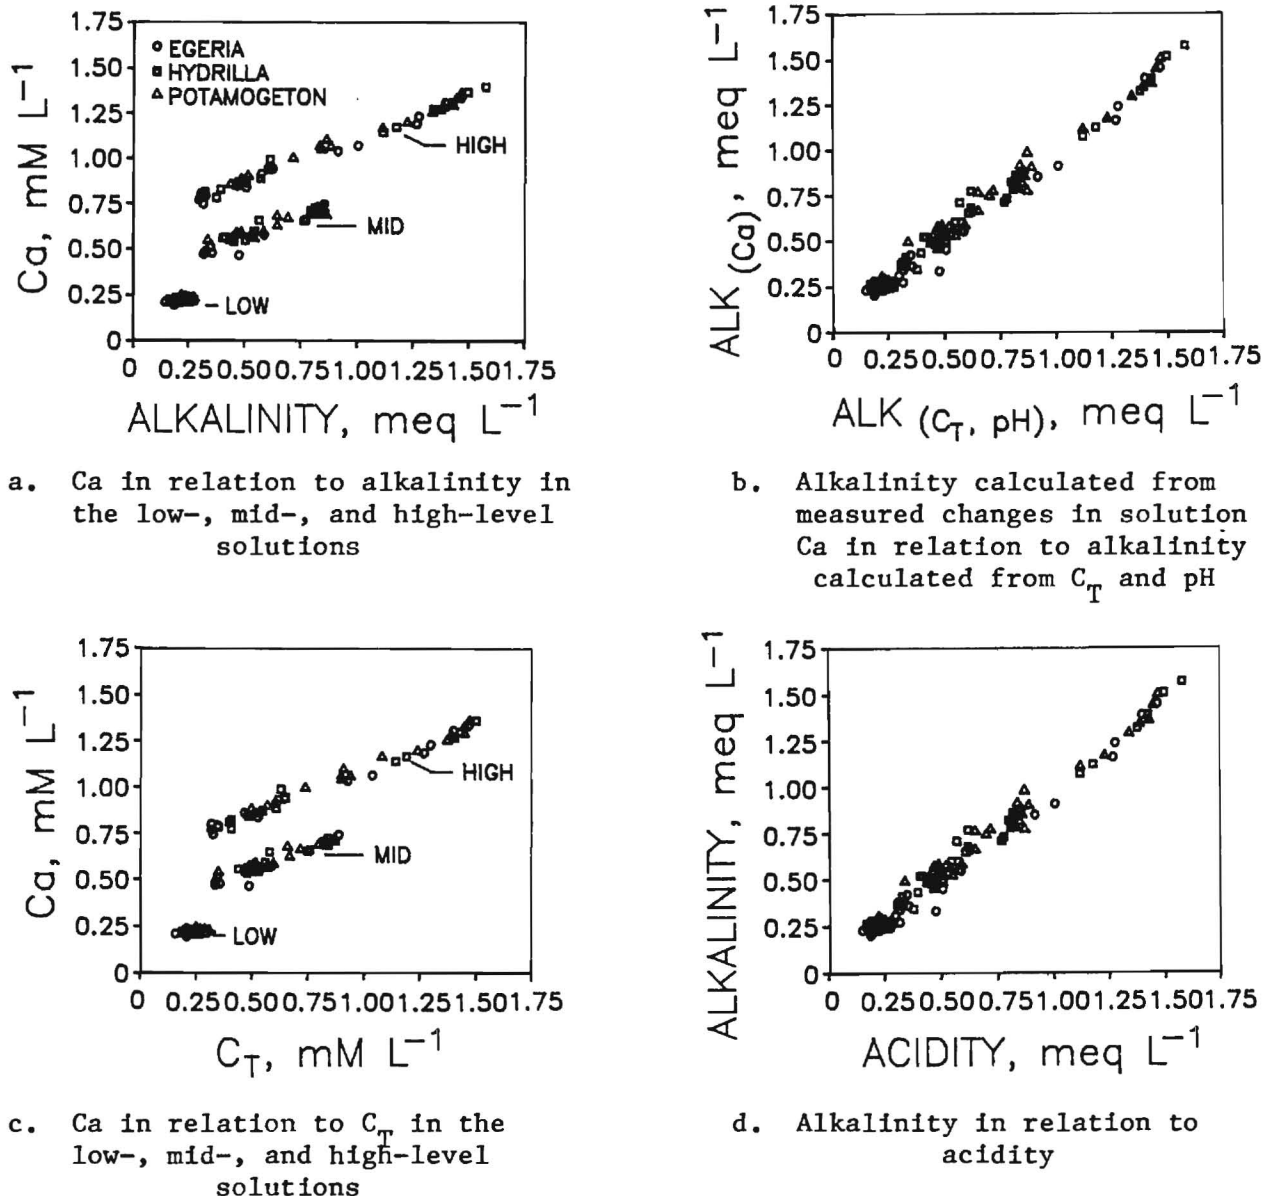 1.75
1.50
1.25
1.00
0.75
0.50
0.25
0
Ca, mM L−1
EGERIA
HYDRILLA
POTAMOGETON
HIGH
MID
LOW
0 0.25 0.50 0.75 1.00 1.25 1.50 1.75
ALKALINITY, meq L−1
a. Ca in relation to alkalinity in
the low-, mid-, and high-level
solutions
1.75
1.50
1.25
1.00
0.75
0.50
0.25
0
ALK (Ca), meq L−1
0 0.25 0.50 0.75 1.00 1.25 1.50 1.75
ALK (CT, pH), meq L−1
b. Alkalinity calculated from
measured changes in solution
Ca in relation to alkalinity
calculated from CT and pH
1.75
1.50
1.25
1.00
0.75
0.50
0.25
0
Ca, mM L−1
HIGH
MID
LOW
0 0.25 0.50 0.75 1.00 1.25 1.50 1.75
CT, mM L−1
c. Ca in relation to CT in the
low-, mid-, and high-level
solutions
1.75
1.50
1.25
1.00
0.75
0.50
0.25
0
ALKALINITY, meq L−1
0 0.25 0.50 0.75 1.00 1.25 1.50 1.75
ACIDITY, meq L−1
d. Alkalinity in relation to
acidity